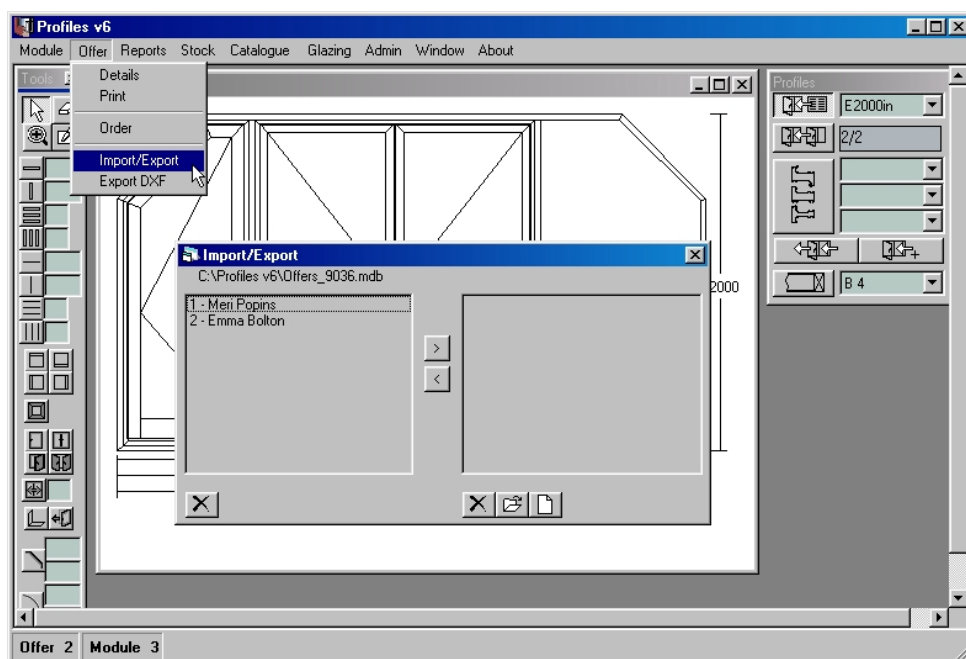 Profiles v6
Module Offer Reports Stock Catalogue Glazing Admin Window About
Tools
Details
Print
Order
Import/Export
Export DXF
Profiles
E2000in
2/2
B 4
2000
Import/Export
C:\Profiles v6\Offers_9036.mdb
1 - Meri Popins
2 - Emma Bolton
>
<
Offer 2 Module 3